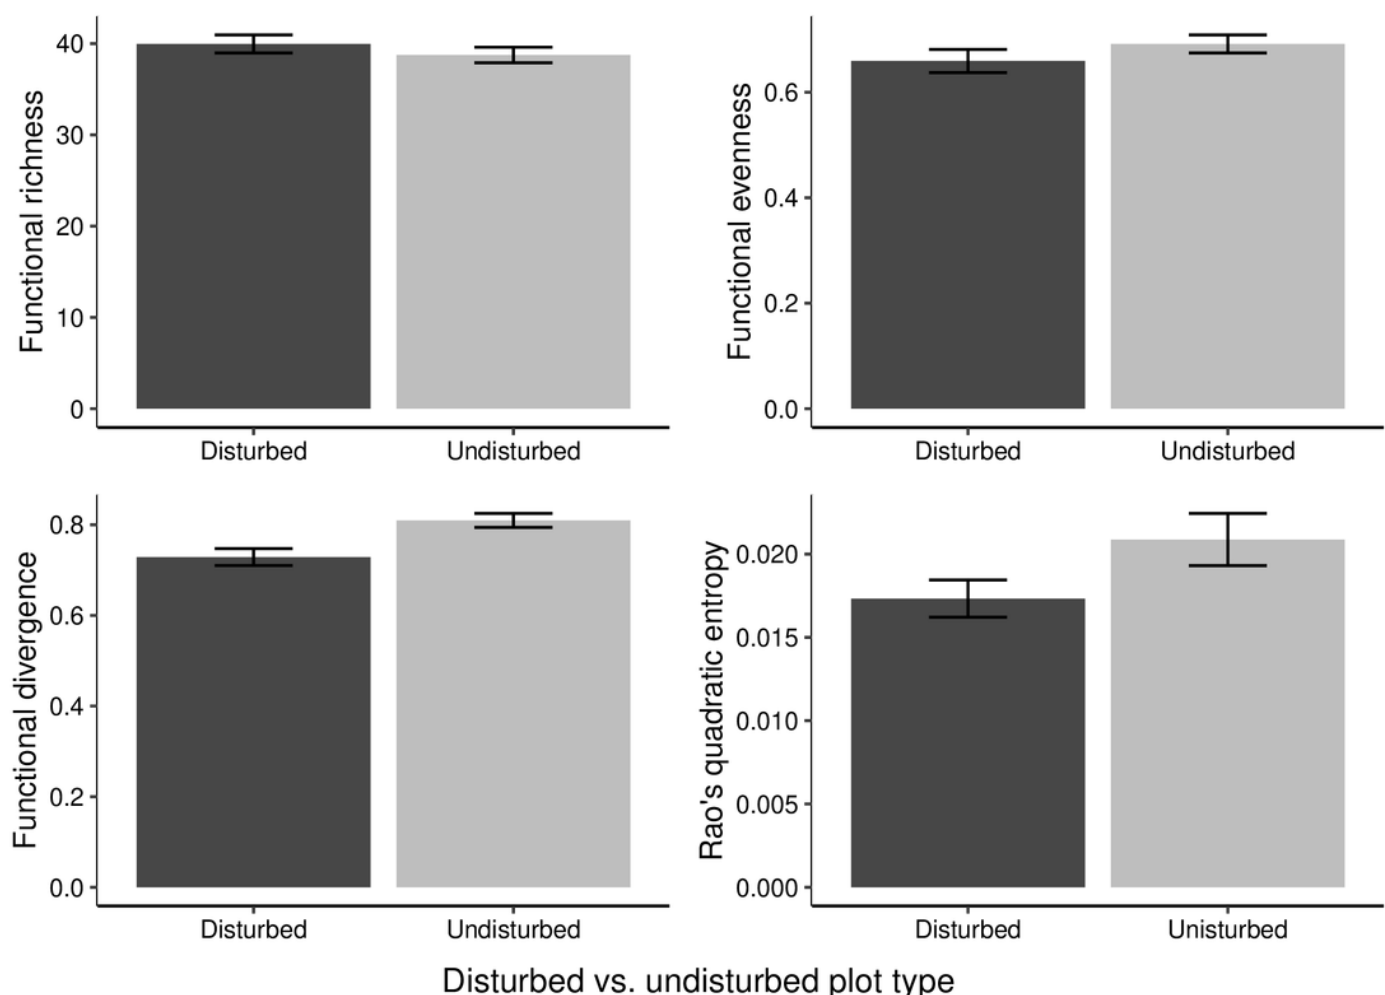 Functional richness
40
30
20
10
0
Disturbed
Undisturbed
Functional evenness
0.6
0.4
0.2
0.0
Disturbed
Undisturbed
Functional divergence
0.8
0.6
0.4
0.2
0.0
Disturbed
Undisturbed
Rao's quadratic entropy
0.020
0.015
0.010
0.005
0.000
Disturbed
Unisturbed
Disturbed vs. undisturbed plot type